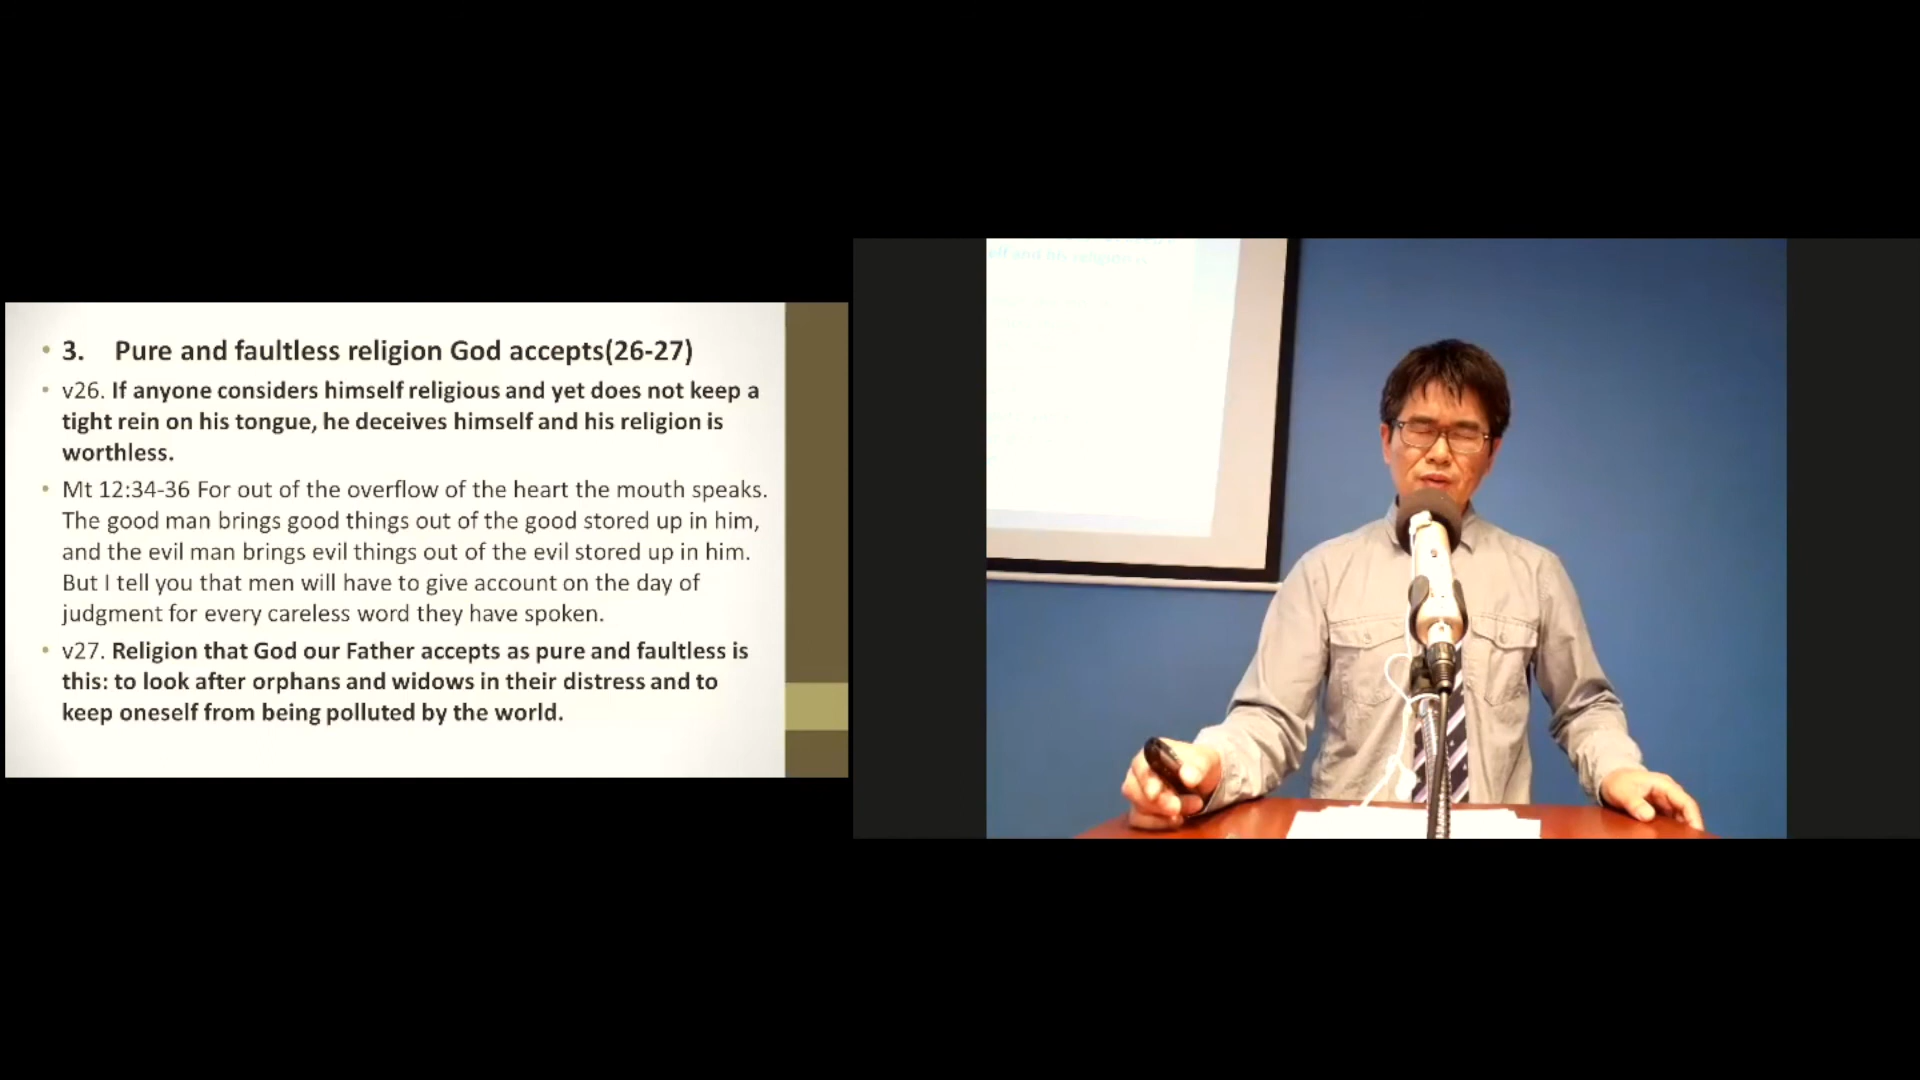 • 3. Pure and faultless religion God accepts(26-27)
• v26. If anyone considers himself religious and yet does not keep a
tight rein on his tongue, he deceives himself and his religion is
worthless.
• Mt 12:34-36 For out of the overflow of the heart the mouth speaks.
The good man brings good things out of the good stored up in him,
and the evil man brings evil things out of the evil stored up in him.
But I tell you that men will have to give account on the day of
judgment for every careless word they have spoken.
• v27. Religion that God our Father accepts as pure and faultless is
this: to look after orphans and widows in their distress and to
keep oneself from being polluted by the world.
elf and his religion is